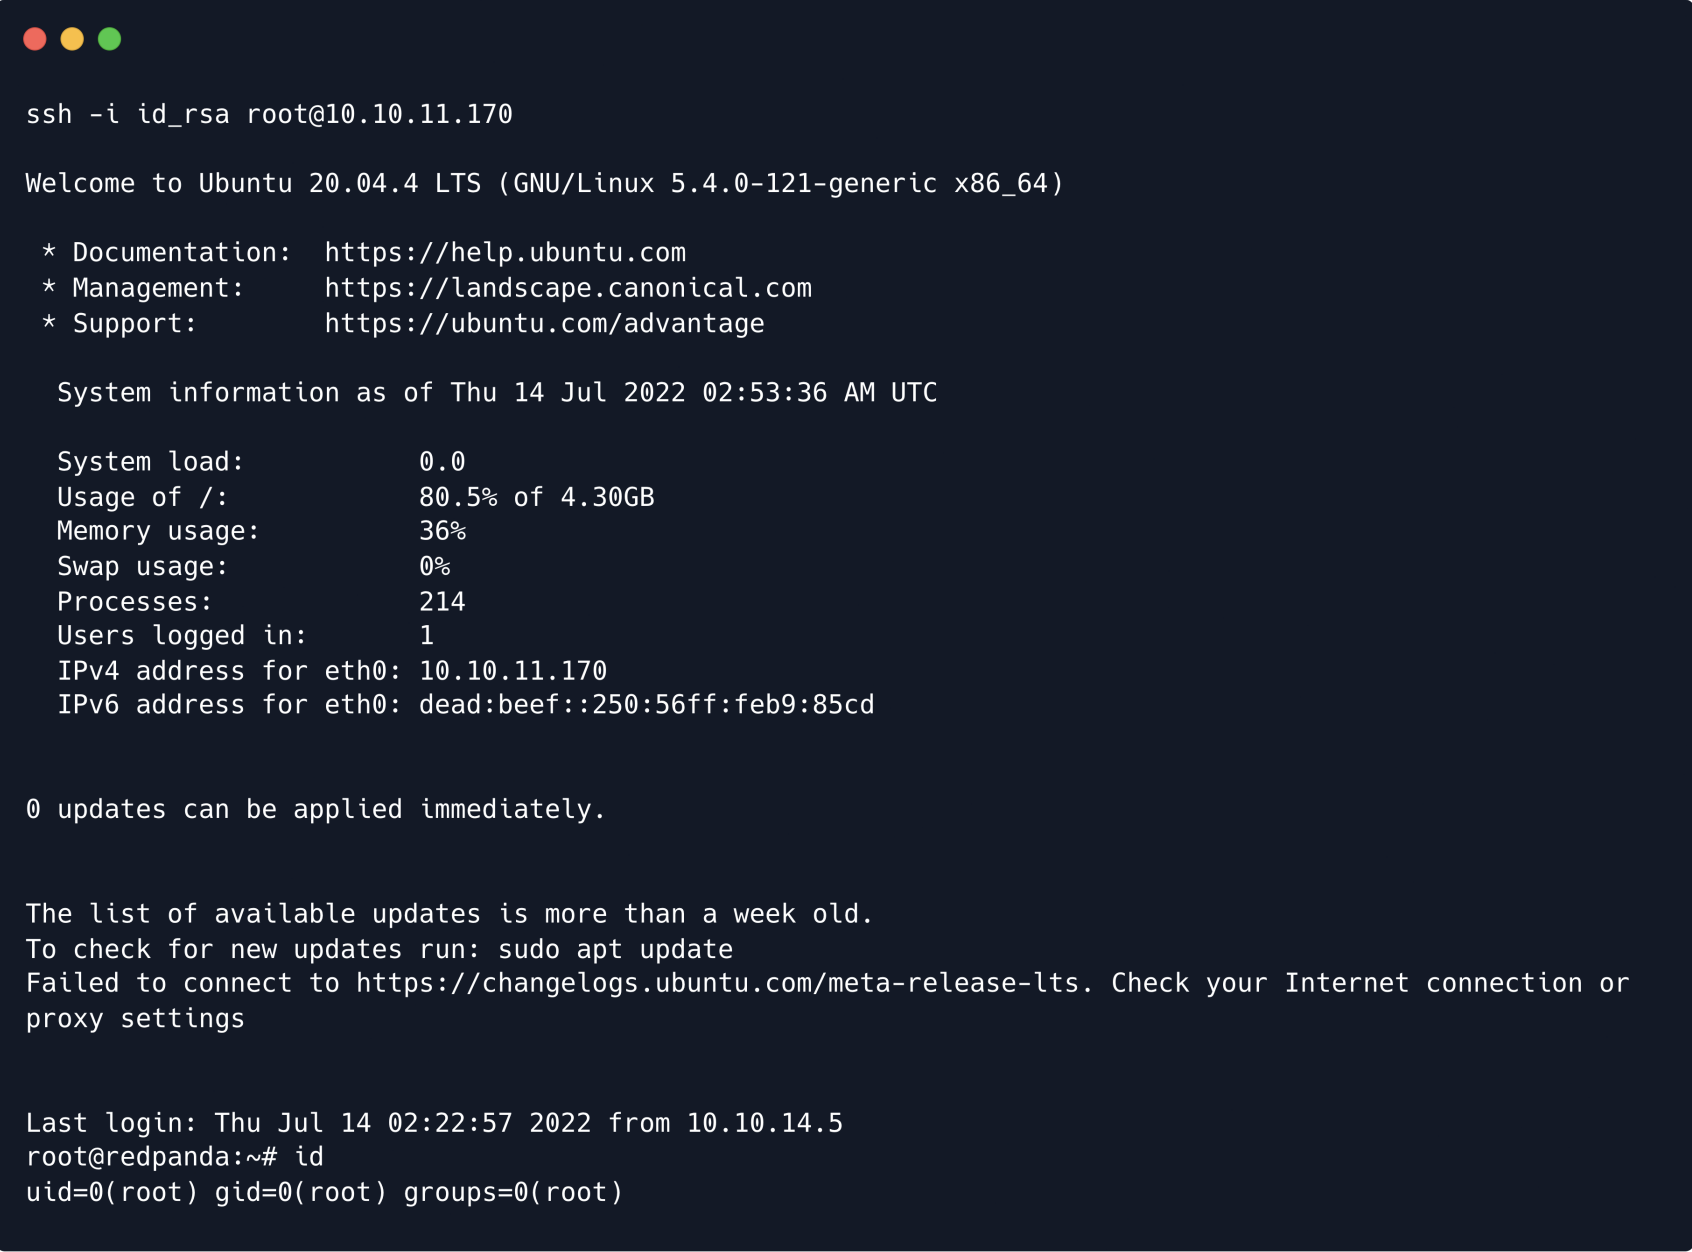 ssh -i id_rsa root@10.10.11.170
Welcome to Ubuntu 20.04.4 LTS (GNU/Linux 5.4.0-121-generic x86_64)
* Documentation:  https://help.ubuntu.com
* Management:     https://landscape.canonical.com
* Support:        https://ubuntu.com/advantage
System information as of Thu 14 Jul 2022 02:53:36 AM UTC
System load:           0.0
Usage of /:            80.5% of 4.30GB
Memory usage:          36%
Swap usage:            0%
Processes:             214
Users logged in:       1
IPv4 address for eth0: 10.10.11.170
IPv6 address for eth0: dead:beef::250:56ff:feb9:85cd
0 updates can be applied immediately.
The list of available updates is more than a week old.
To check for new updates run: sudo apt update
Failed to connect to https://changelogs.ubuntu.com/meta-release-lts. Check your Internet connection or
proxy settings
Last login: Thu Jul 14 02:22:57 2022 from 10.10.14.5
root@redpanda:~# id
uid=0(root) gid=0(root) groups=0(root)